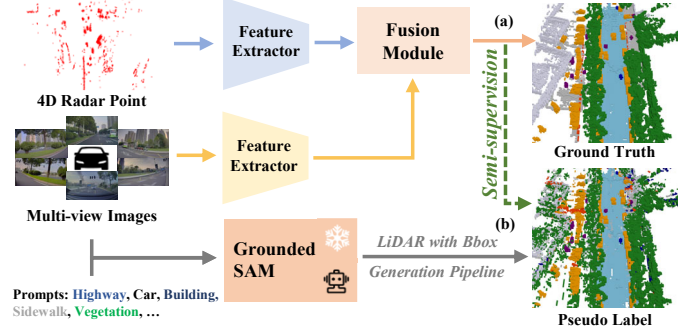 4D Radar Point
Feature
Extractor
Fusion
Module
(a)
Ground Truth
Multi-view Images
Feature
Extractor
Semi-supervision
(b)
Grounded
SAM
LiDAR with Bbox
Generation Pipeline
Prompts: Highway, Car, Building,
Sidewalk, Vegetation, ...
Pseudo Label